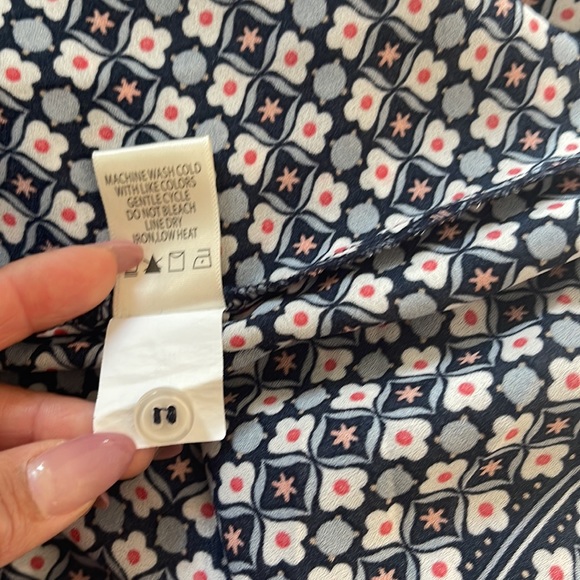 MACHINE WASH COLD
WITH LIKE COLORS
GENTLE CYCLE
DO NOT BLEACH
LINE DRY
IRON,LOW HEAT